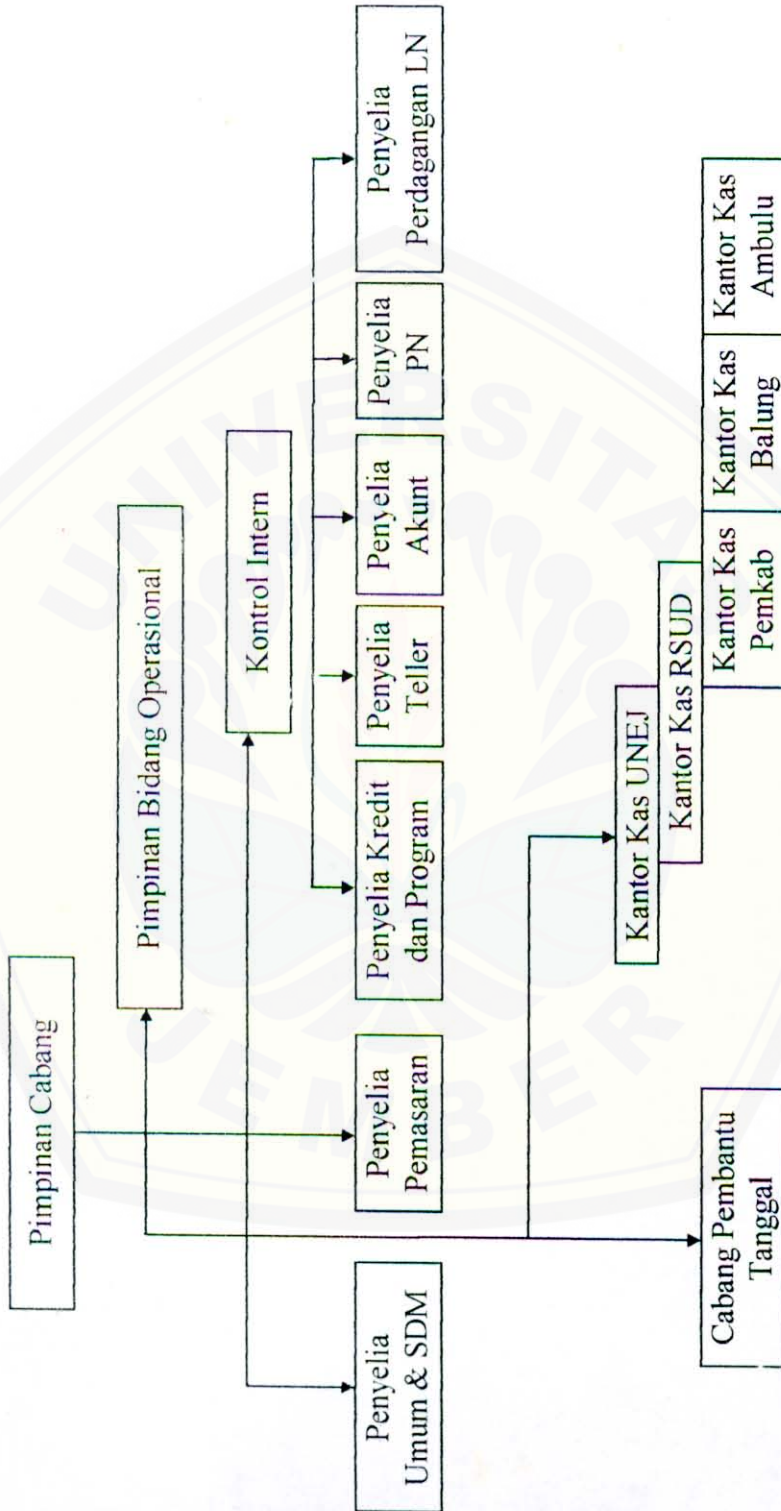 Pimpinan Cabang
Pimpinan Bidang Operasional
Kontrol Intern
Penyelia
Umum & SDM
Penyelia
Pemasaran
Penyelia Kredit
dan Program
Penyelia
Teller
Penyelia
Akunt
Penyelia
PN
Penyelia
Perdagangan LN
Kantor Kas UNEJ
Kantor Kas RSUD
Cabang Pembantu
Tanggal
Kantor Kas
Pemkab
Kantor Kas
Balung
Kantor Kas
Ambulu
UNIVERSITAS
JEMBER